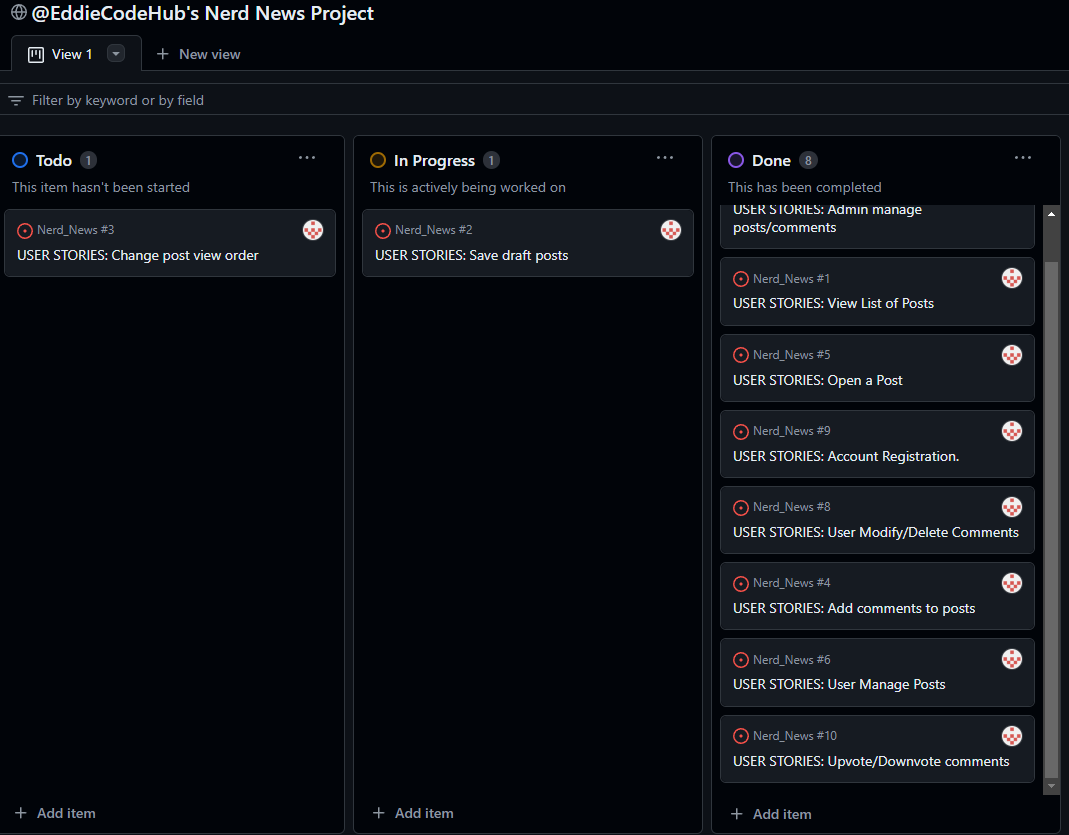 @EddieCodeHub's Nerd News Project
View 1
New view
Filter by keyword or by field
Todo 1
This item hasn't been started
Nerd_News #3
USER STORIES: Change post view order
Add item
In Progress 1
This is actively being worked on
Nerd_News #2
USER STORIES: Save draft posts
Add item
Done 8
This has been completed
USER STORIES: Admin manage
posts/comments
Nerd_News #1
USER STORIES: View List of Posts
Nerd_News #5
USER STORIES: Open a Post
Nerd_News #9
USER STORIES: Account Registration.
Nerd_News #8
USER STORIES: User Modify/Delete Comments
Nerd_News #4
USER STORIES: Add comments to posts
Nerd_News #6
USER STORIES: User Manage Posts
Nerd_News #10
USER STORIES: Upvote/Downvote comments
Add item